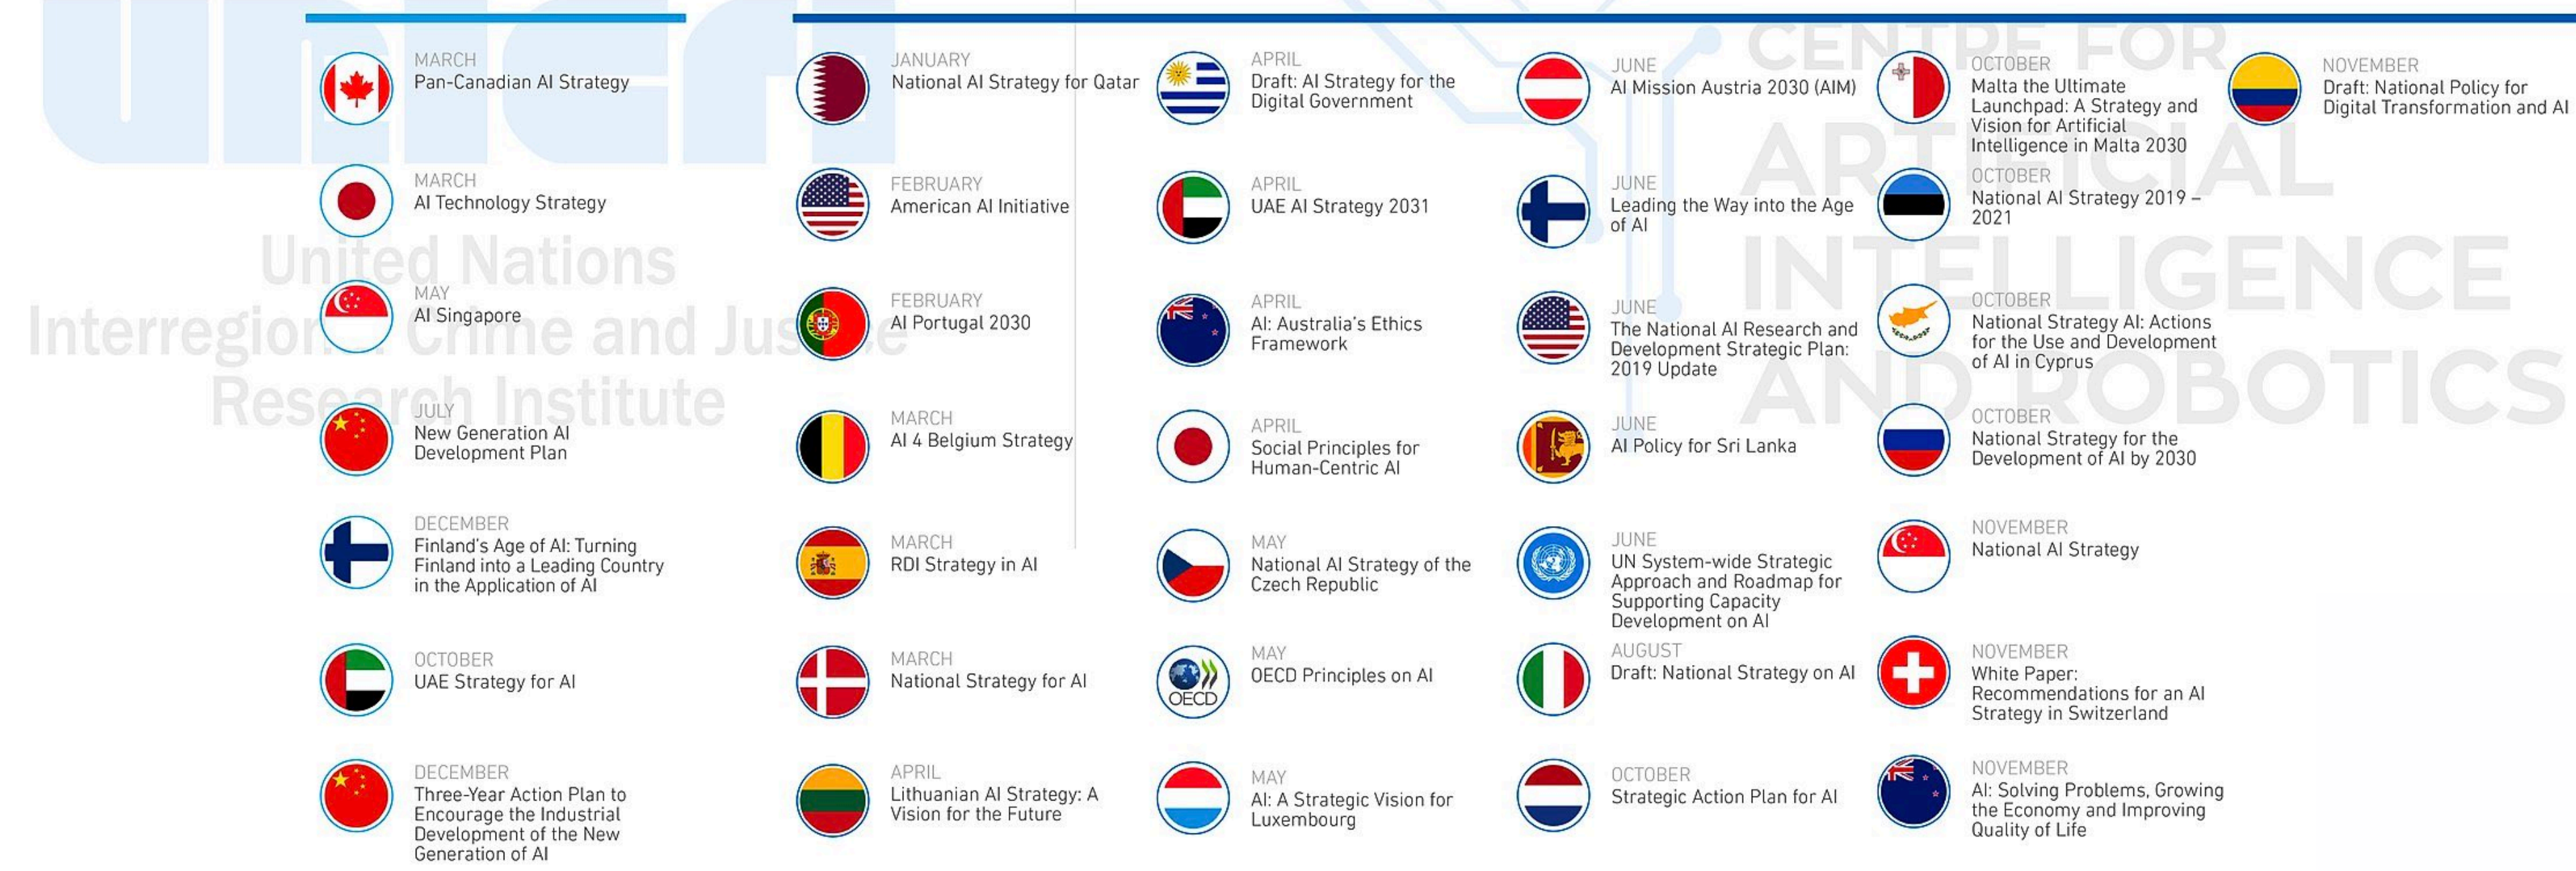 MARCH
Pan-Canadian AI Strategy
MARCH
AI Technology Strategy
MAY
AI Singapore
JULY
New Generation AI
Development Plan
DECEMBER
Finland's Age of AI: Turning
Finland into a Leading Country
in the Application of AI
OCTOBER
UAE Strategy for AI
DECEMBER
Three-Year Action Plan to
Encourage the Industrial
Development of the New
Generation of AI
JANUARY
National AI Strategy for Qatar
FEBRUARY
American AI Initiative
FEBRUARY
AI Portugal 2030
MARCH
AI 4 Belgium Strategy
MARCH
RDI Strategy in AI
MARCH
National Strategy for AI
APRIL
Lithuanian AI Strategy: A
Vision for the Future
APRIL
Draft: AI Strategy for the
Digital Government
APRIL
UAE AI Strategy 2031
APRIL
AI: Australia's Ethics
Framework
APRIL
Social Principles for
Human-Centric AI
MAY
National AI Strategy of the
Czech Republic
OECD
MAY
OECD Principles on AI
MAY
AI: A Strategic Vision for
Luxembourg
JUNE
AI Mission Austria 2030 (AIM)
JUNE
Leading the Way into the Age
of AI
JUNE
The National AI Research and
Development Strategic Plan:
2019 Update
JUNE
AI Policy for Sri Lanka
JUNE
UN System-wide Strategic
Approach and Roadmap for
Supporting Capacity
Development on AI
AUGUST
Draft: National Strategy on AI
OCTOBER
Strategic Action Plan for AI
OCTOBER
Malta the Ultimate
Launchpad: A Strategy and
Vision for Artificial
Intelligence in Malta 2030
OCTOBER
National AI Strategy 2019 –
2021
OCTOBER
National Strategy AI: Actions
for the Use and Development
of AI in Cyprus
OCTOBER
National Strategy for the
Development of AI by 2030
NOVEMBER
National AI Strategy
NOVEMBER
White Paper:
Recommendations for an AI
Strategy in Switzerland
NOVEMBER
AI: Solving Problems, Growing
the Economy and Improving
Quality of Life
NOVEMBER
Draft: National Policy for
Digital Transformation and AI
unicri
United Nations
Interregional Crime and Justice
Research Institute
CENTRE FOR
ARTIFICIAL
INTELLIGENCE
AND ROBOTICS